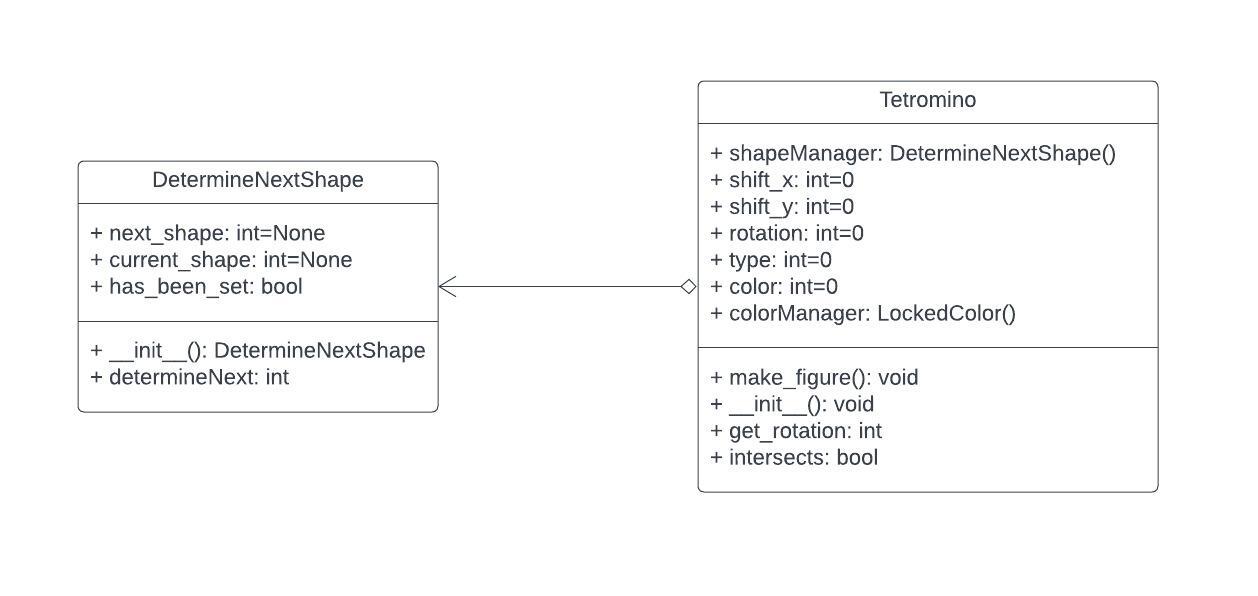 DetermineNextShape
+ next_shape: int=None
+ current_shape: int=None
+ has_been_set: bool
+ __init__(): DetermineNextShape
+ determineNext: int
Tetromino
+ shapeManager: DetermineNextShape()
+ shift_x: int=0
+ shift_y: int=0
+ rotation: int=0
+ type: int=0
+ color: int=0
+ colorManager: LockedColor()
+ make_figure(): void
+ __init__(): void
+ get_rotation: int
+ intersects: bool